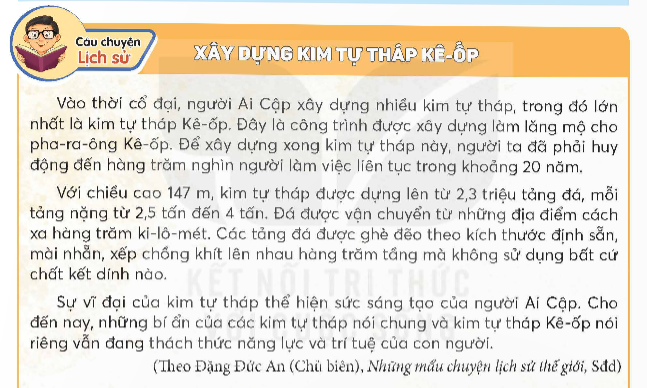 Câu chuyện
Lịch sử
XÂY DỰNG KIM TỰ THÁP KÊ-ỐP
Vào thời cổ đại, người Ai Cập xây dựng nhiều kim tự tháp, trong đó lớn
nhất là kim tự tháp Kê-ốp. Đây là công trình được xây dựng làm lăng mộ cho
pha-ra-ông Kê-ốp. Để xây dựng xong kim tự tháp này, người ta đã phải huy
động đến hàng trăm nghìn người làm việc liên tục trong khoảng 20 năm.
Với chiều cao 147 m, kim tự tháp được dựng lên từ 2,3 triệu tảng đá, mỗi
tảng nặng từ 2,5 tấn đến 4 tấn. Đá được vận chuyển từ những địa điểm cách
xa hàng trăm ki-lô-mét. Các tảng đá được ghè đẽo theo kích thước định sẵn,
mài nhẵn, xếp chồng khít lên nhau hàng trăm tầng mà không sử dụng bất cứ
chất kết dính nào.
KẾT NỐI TRI THỨC
VỚI CUỘC SỐNG
Sự vĩ đại của kim tự tháp thể hiện sức sáng tạo của người Ai Cập. Cho
đến nay, những bí ẩn của các kim tự tháp nói chung và kim tự tháp Kê-ốp nói
riêng vẫn đang thách thức năng lực và trí tuệ của con người.
(Theo Đặng Đức An (Chủ biên), Những mẩu chuyện lịch sử thế giới, Sđd)